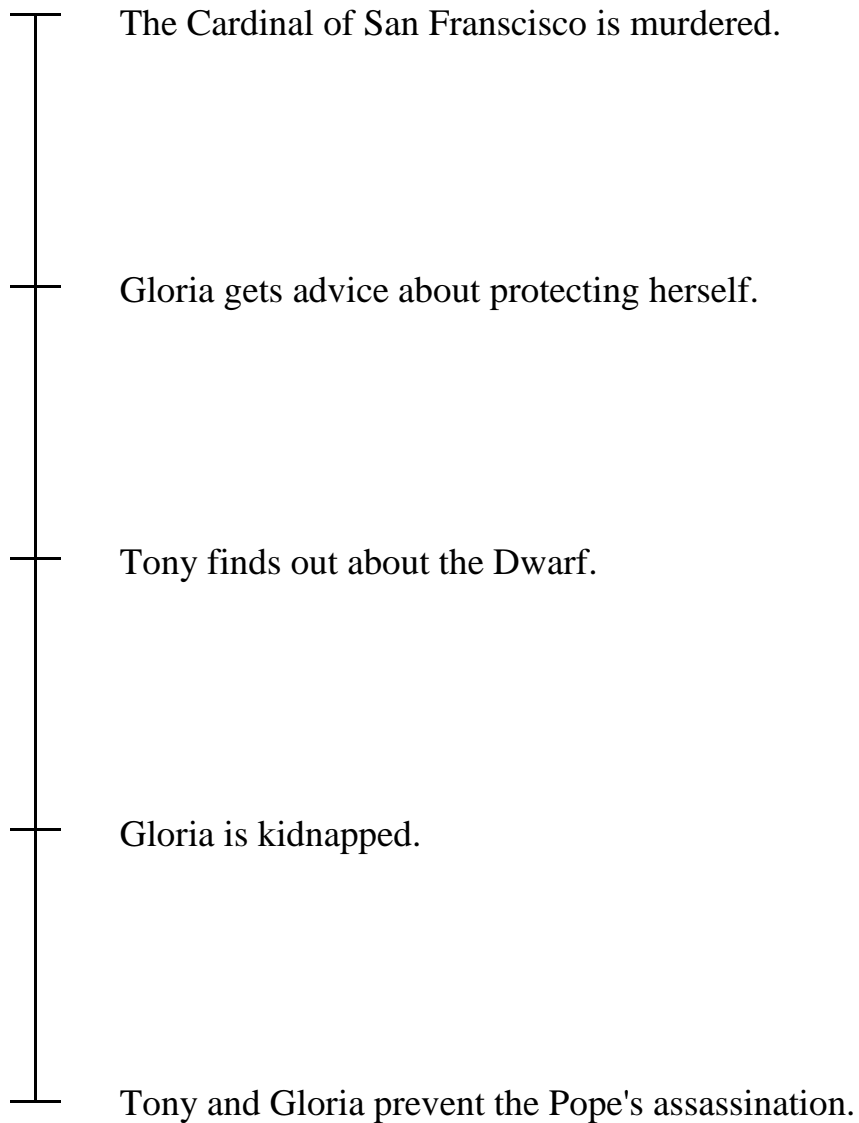 The Cardinal of San Franscisco is murdered.
Gloria gets advice about protecting herself.
Tony finds out about the Dwarf.
Gloria is kidnapped.
Tony and Gloria prevent the Pope's assassination.